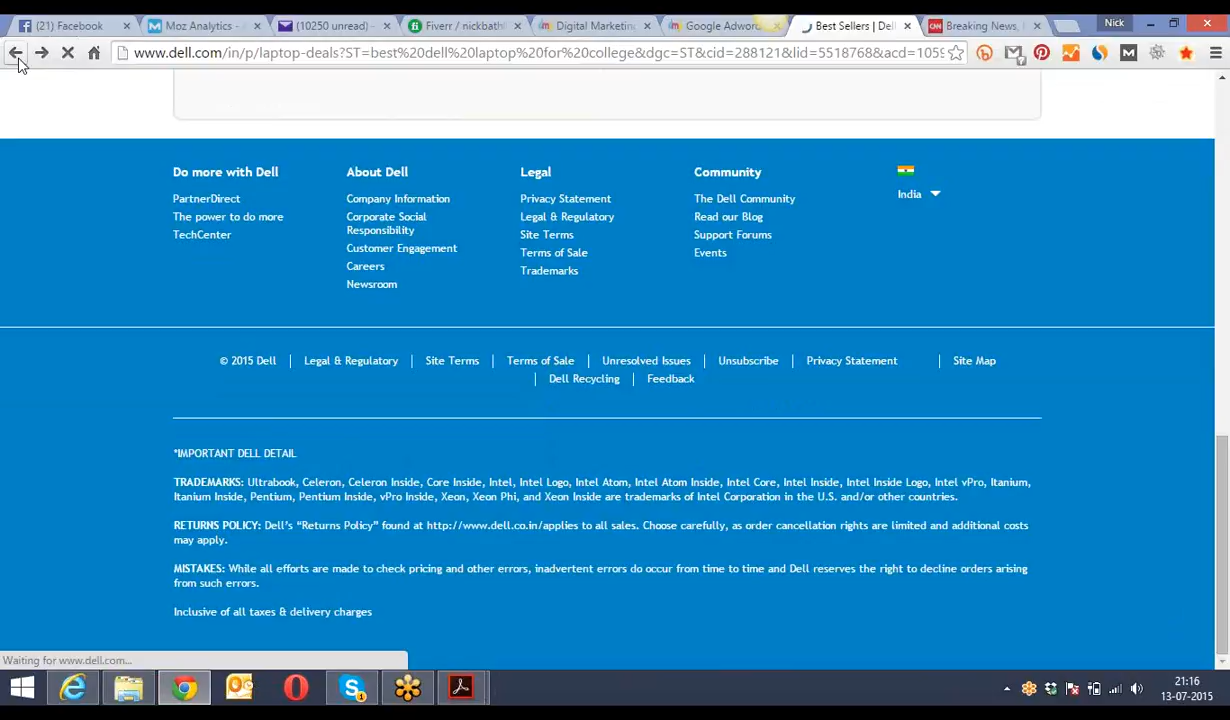 (21) Facebook
Moz Analytics -
(10250 unread) -
Fiverr / nickbath
Digital Marketin
Google Adword
Best Sellers | Dell
Breaking News,
Nick
www.dell.com/in/p/laptop-deals?ST=best%20dell%20laptop%20for%20college&dgc=ST&cid=288121&lid=5518768&acd=1059
Do more with Dell
PartnerDirect
The power to do more
TechCenter
About Dell
Company Information
Corporate Social
Responsibility
Customer Engagement
Careers
Newsroom
Legal
Privacy Statement
Legal & Regulatory
Site Terms
Terms of Sale
Trademarks
Community
The Dell Community
Read our Blog
Support Forums
Events
India
© 2015 Dell | Legal & Regulatory | Site Terms | Terms of Sale | Unresolved Issues | Unsubscribe | Privacy Statement | Site Map
| Dell Recycling | Feedback
*IMPORTANT DELL DETAIL
TRADEMARKS: Ultrabook, Celeron, Celeron Inside, Core Inside, Intel, Intel Logo, Intel Atom, Intel Atom Inside, Intel Core, Intel Inside, Intel Inside Logo, Intel vPro, Itanium,
Itanium Inside, Pentium, Pentium Inside, vPro Inside, Xeon, Xeon Phi, and Xeon Inside are trademarks of Intel Corporation in the U.S. and/or other countries.
RETURNS POLICY: Dell's “Returns Policy” found at http://www.dell.co.in/applies to all sales. Choose carefully, as order cancellation rights are limited and additional costs
may apply.
MISTAKES: While all efforts are made to check pricing and other errors, inadvertent errors do occur from time to time and Dell reserves the right to decline orders arising
from such errors.
Inclusive of all taxes & delivery charges
Waiting for www.dell.com...
21:16
13-07-2015